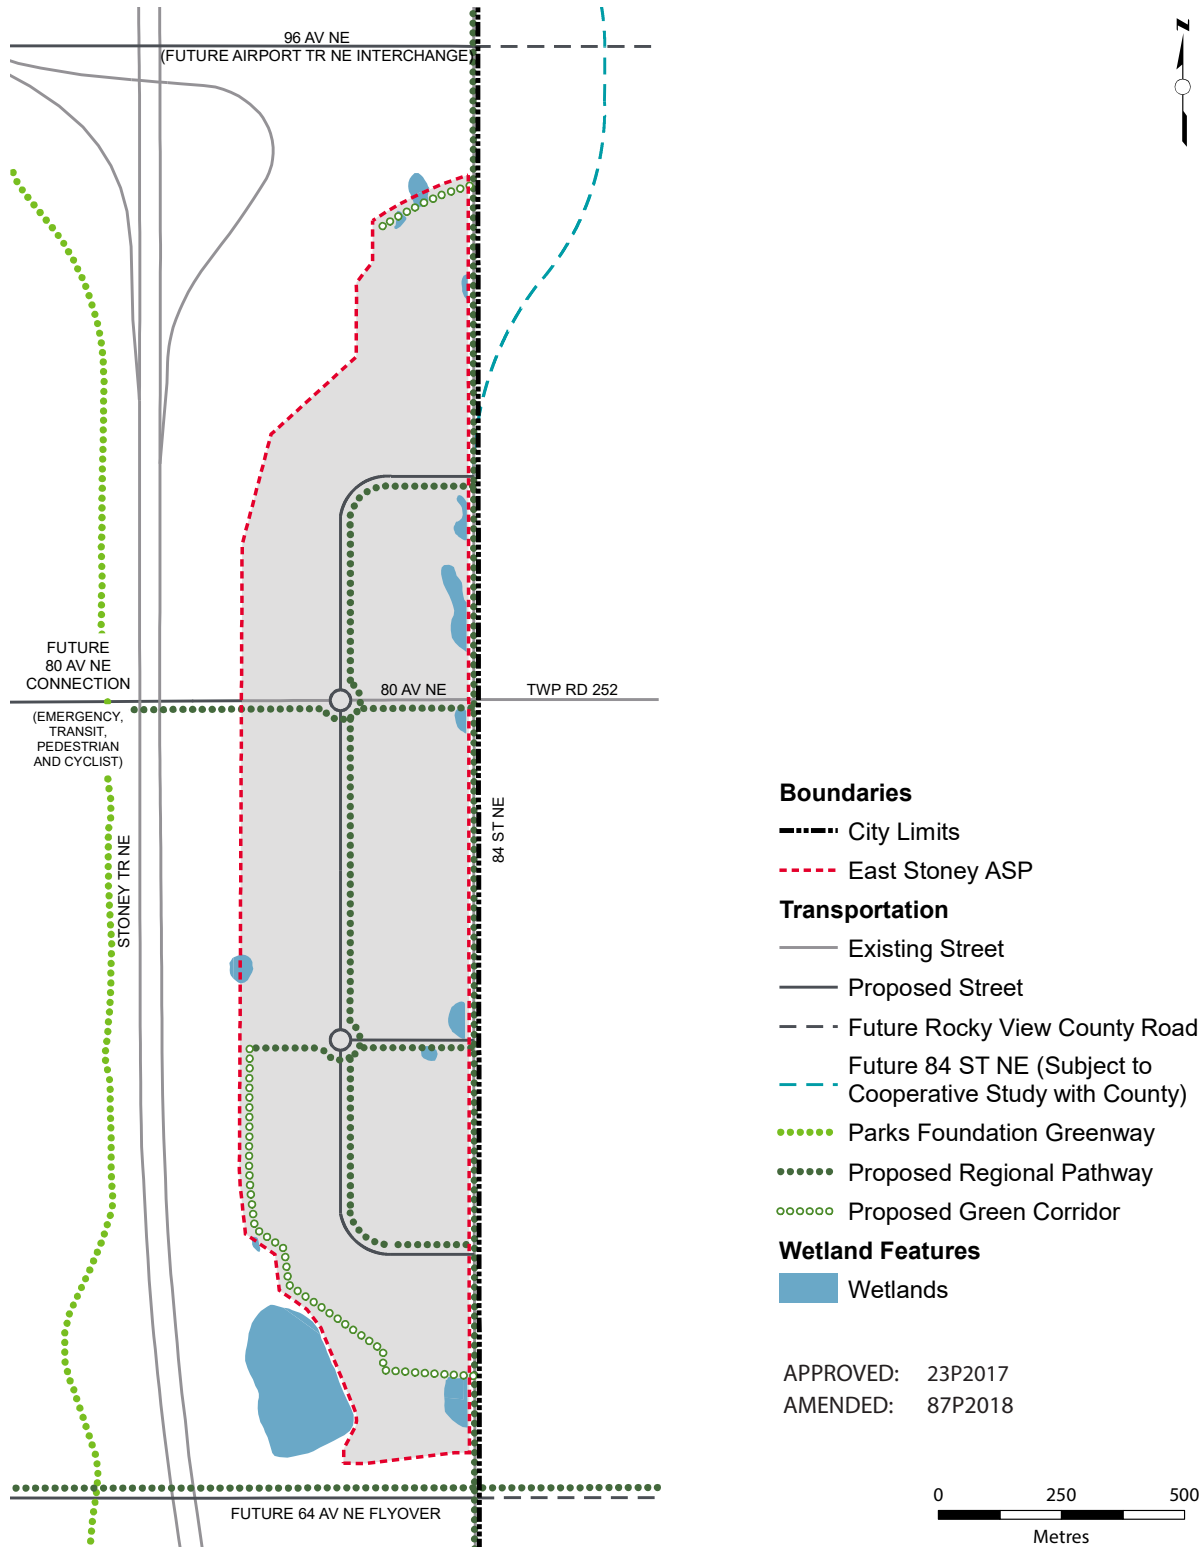 96 AV NE
(FUTURE AIRPORT TR NE INTERCHANGE)
N
FUTURE
80 AV NE
CONNECTION
(EMERGENCY,
TRANSIT,
PEDESTRIAN
AND CYCLIST)
80 AV NE
TWP RD 252
STONEY TR NE
84 ST NE
FUTURE 64 AV NE FLYOVER
Boundaries
City Limits
East Stoney ASP
Transportation
Existing Street
Proposed Street
Future Rocky View County Road
Future 84 ST NE (Subject to
Cooperative Study with County)
Parks Foundation Greenway
Proposed Regional Pathway
Proposed Green Corridor
Wetland Features
Wetlands
APPROVED: 23P2017
AMENDED: 87P2018
0 250 500
Metres